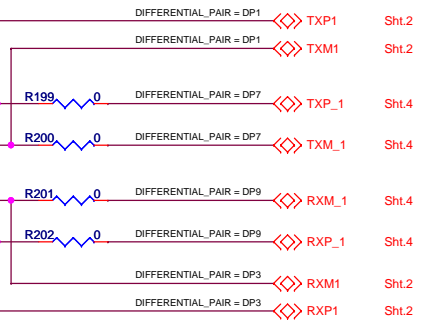 DIFFERENTIAL_PAIR = DP1 TXP1 Sht.2
DIFFERENTIAL_PAIR = DP1 TXM1 Sht.2
R199 0 DIFFERENTIAL_PAIR = DP7 TXP_1 Sht.4
R200 0 DIFFERENTIAL_PAIR = DP7 TXM_1 Sht.4
R201 0 DIFFERENTIAL_PAIR = DP9 RXM_1 Sht.4
R202 0 DIFFERENTIAL_PAIR = DP9 RXP_1 Sht.4
DIFFERENTIAL_PAIR = DP3 RXM1 Sht.2
DIFFERENTIAL_PAIR = DP3 RXP1 Sht.2